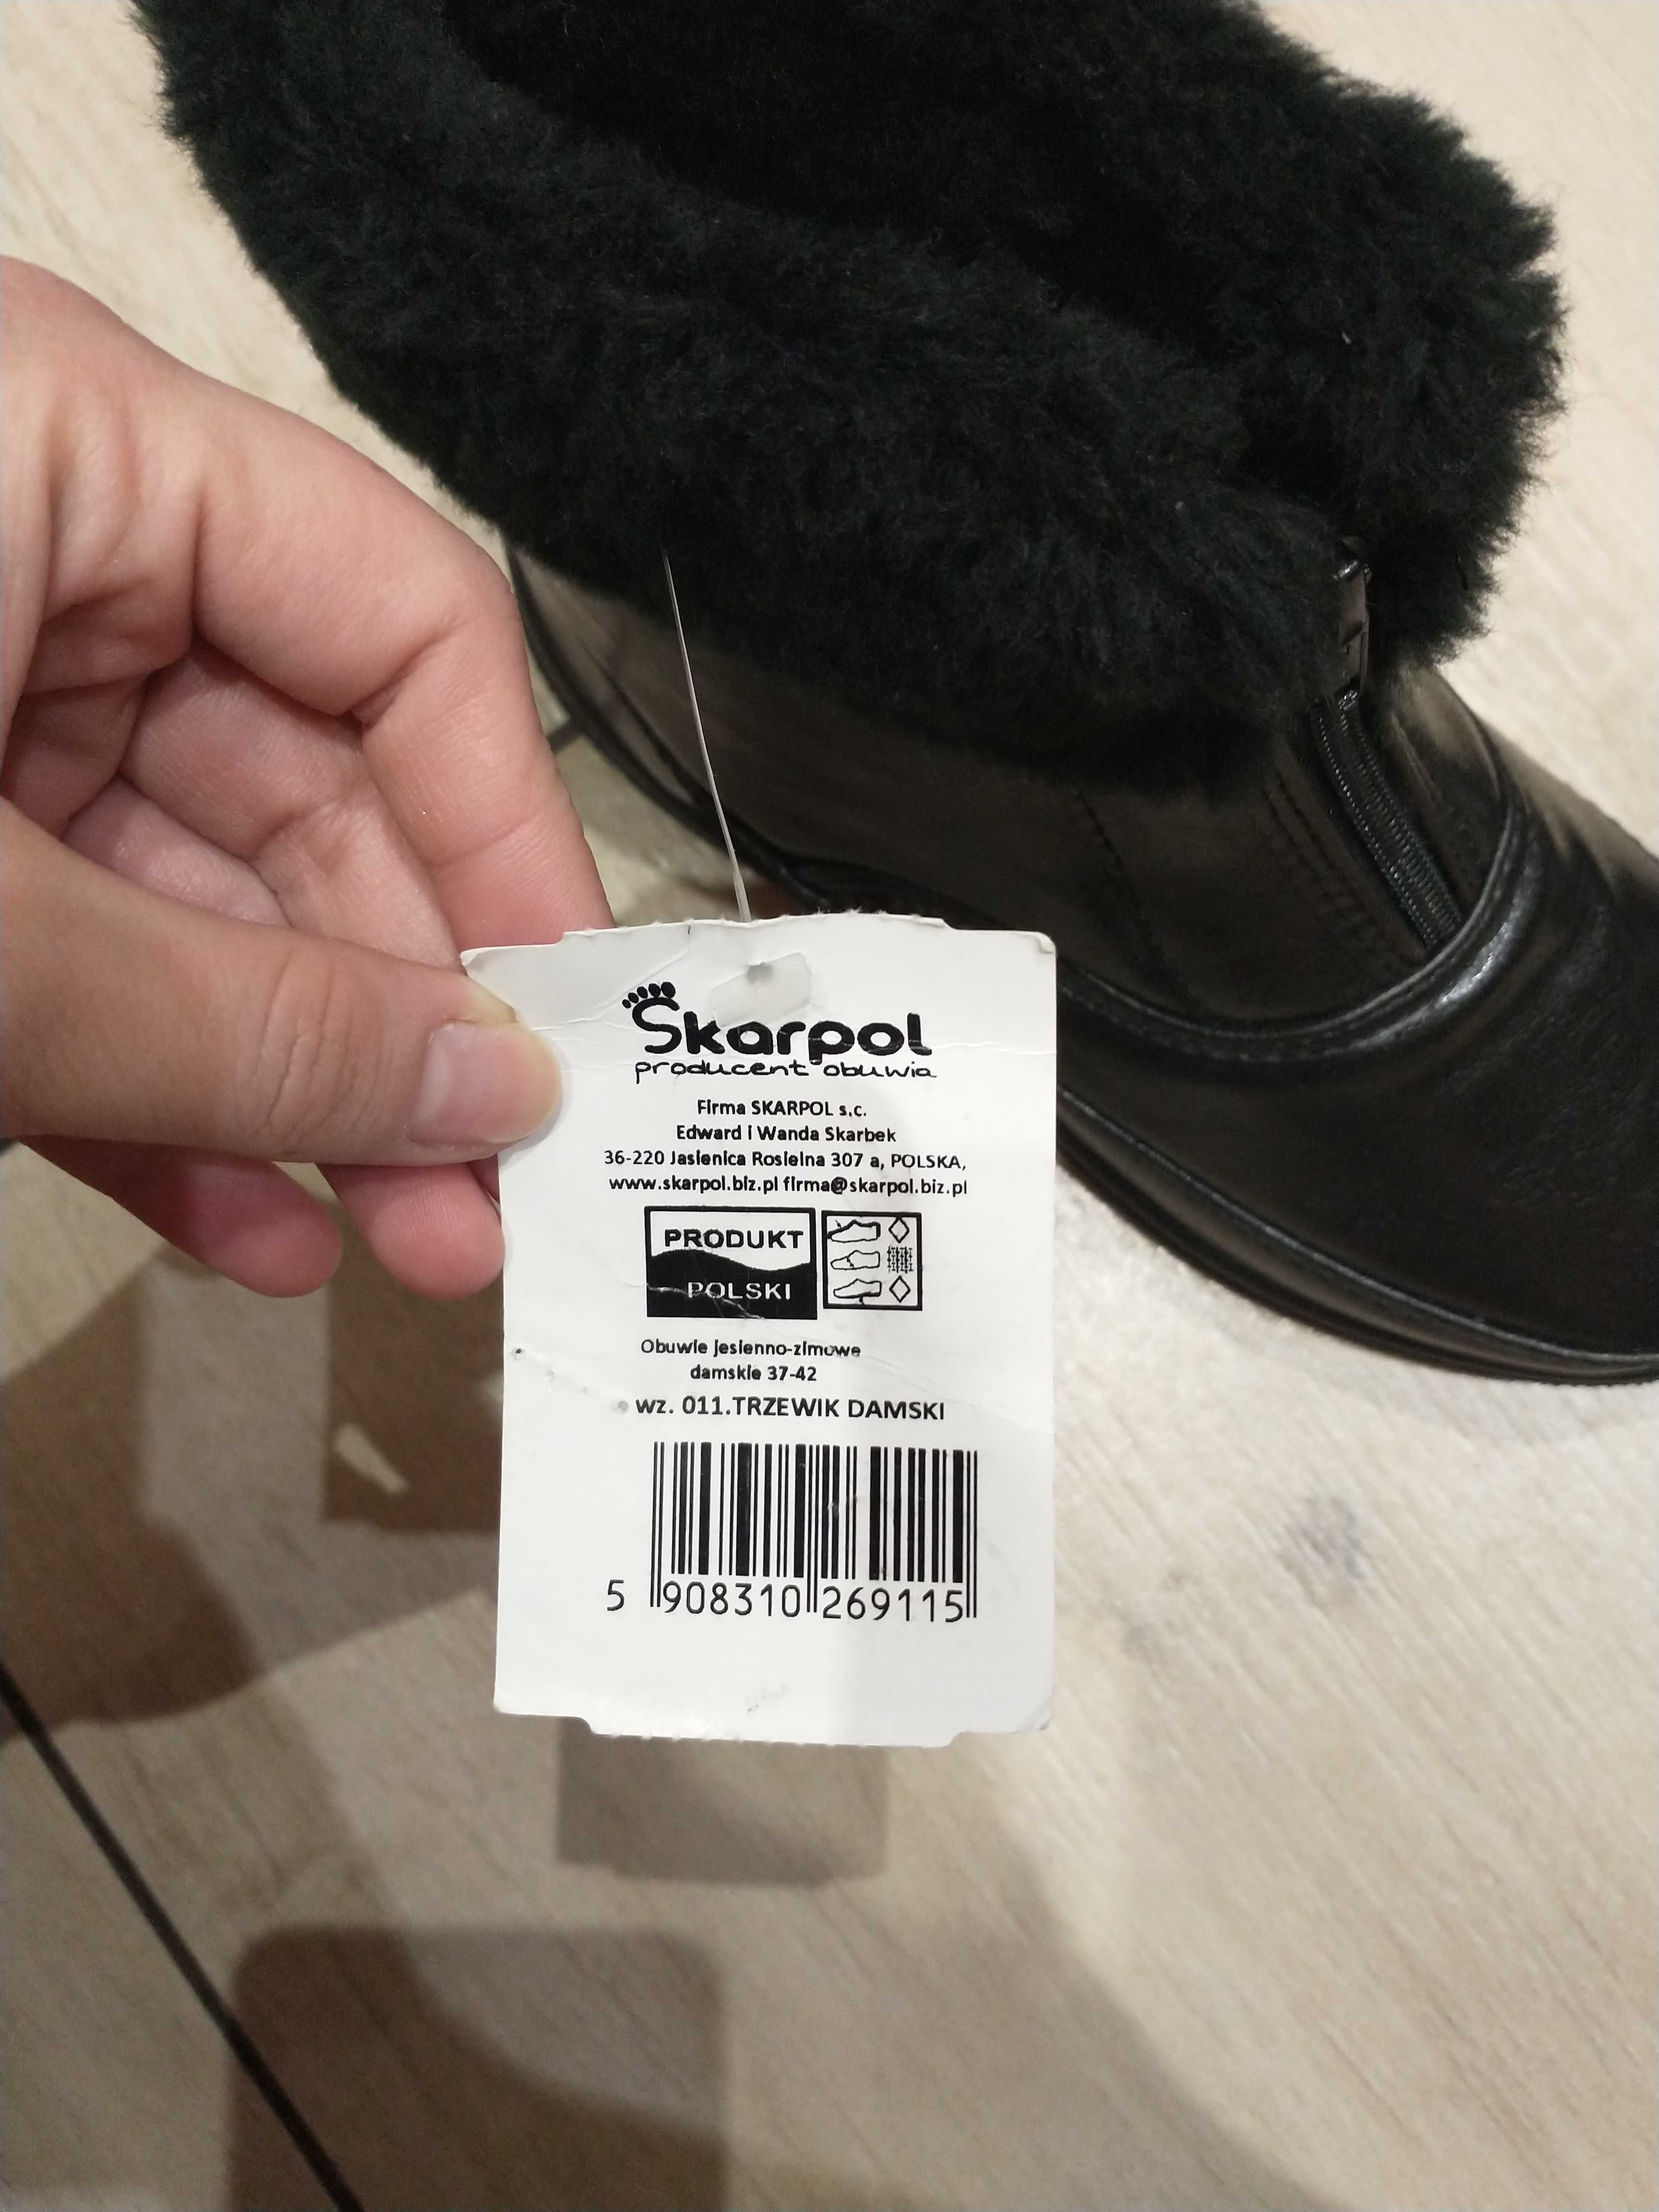 Skarpol
producent obuwia
Firma SKARPOL s.c.
Edward i Wanda Skarbek
36-220 Jasienica Rosielna 307 a, POLSKA,
www.skarpol.biz.pl firma@skarpol.biz.pl
PRODUKT
POLSKI
Obuwie jesienno-zimowe
damskie 37-42
wz. 011.TRZEWIK DAMSKI
5 908310 269115